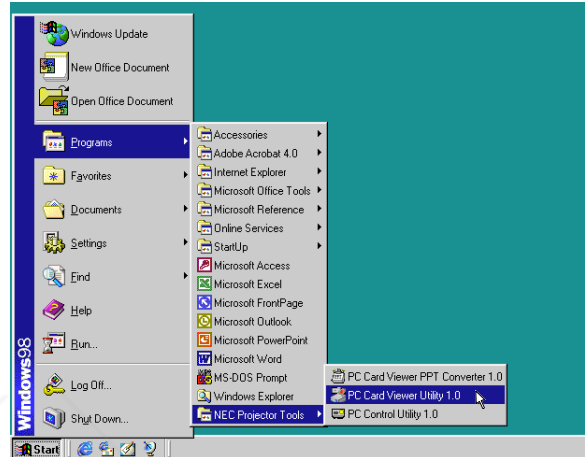 Windows Update
New Office Document
Open Office Document
Programs
Favorites
Documents
Settings
Find
Help
Run...
Log Off...
Shut Down...
Windows98
Accessories
Adobe Acrobat 4.0
Internet Explorer
Microsoft Office Tools
Microsoft Reference
Online Services
StartUp
Microsoft Access
Microsoft Excel
Microsoft FrontPage
Microsoft Outlook
Microsoft PowerPoint
Microsoft Word
MS-DOS Prompt
Windows Explorer
NEC Projector Tools
PC Card Viewer PPT Converter 1.0
PC Card Viewer Utility 1.0
PC Control Utility 1.0
Start